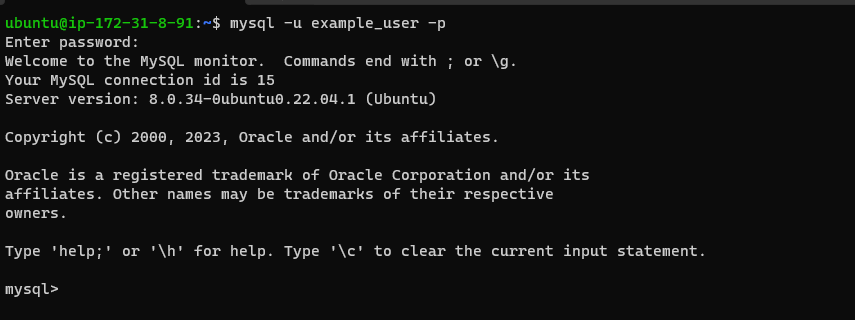 ubuntu@ip-172-31-8-91:~$ mysql -u example_user -p
Enter password:
Welcome to the MySQL monitor.  Commands end with ; or \g.
Your MySQL connection id is 15
Server version: 8.0.34-0ubuntu0.22.04.1 (Ubuntu)
Copyright (c) 2000, 2023, Oracle and/or its affiliates.
Oracle is a registered trademark of Oracle Corporation and/or its
affiliates. Other names may be trademarks of their respective
owners.
Type 'help;' or '\h' for help. Type '\c' to clear the current input statement.
mysql>